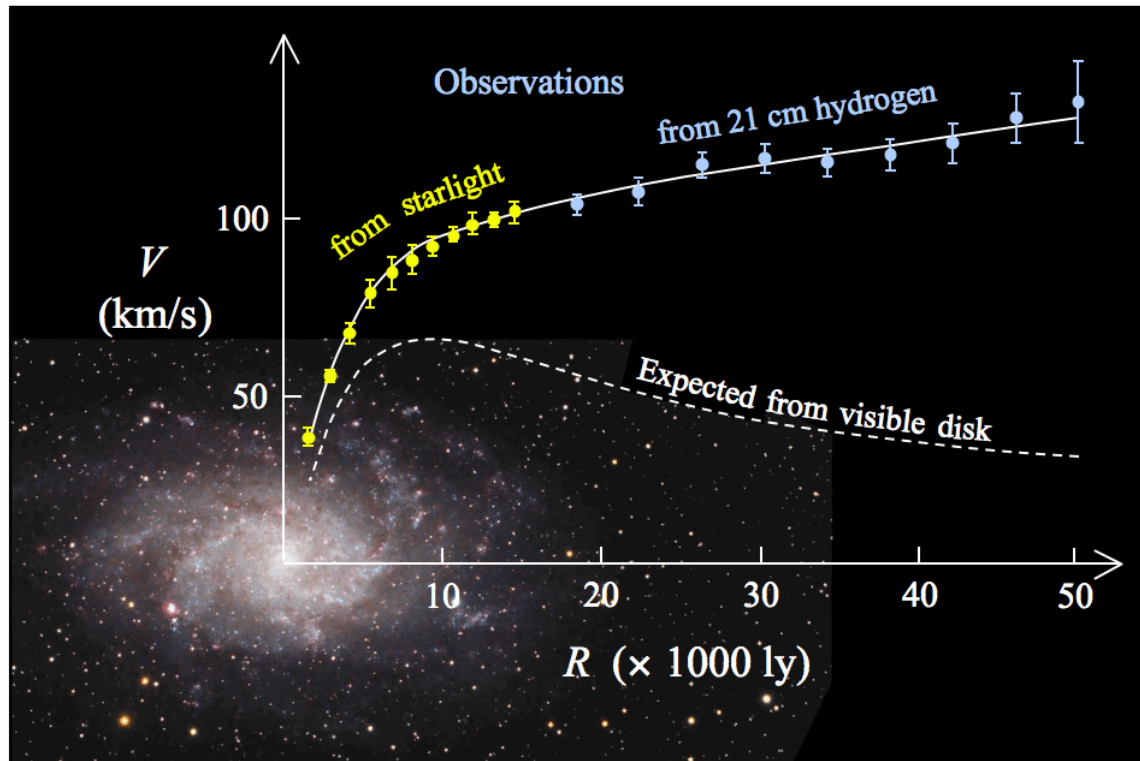 Observations
from 21 cm hydrogen
from starlight
100
V
(km/s)
50
Expected from visible disk
10
20
30
40
50
R (× 1000 ly)